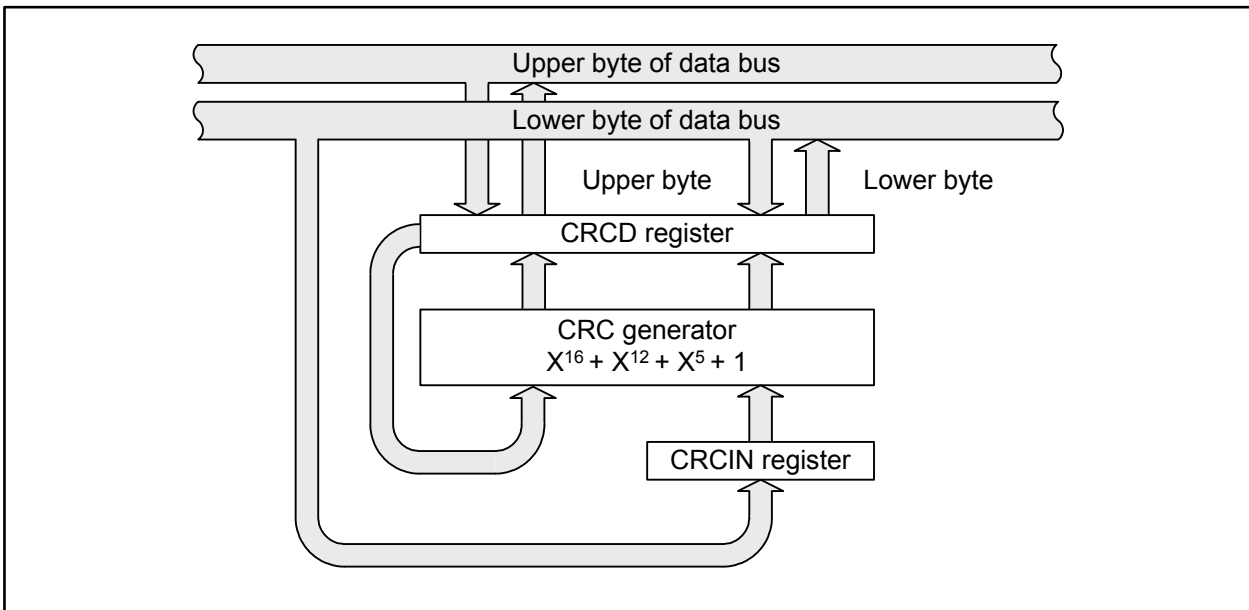 Upper byte of data bus
Lower byte of data bus
Upper byte
Lower byte
CRCD register
CRC generator
X¹⁶ + X¹² + X⁵ + 1
CRCIN register